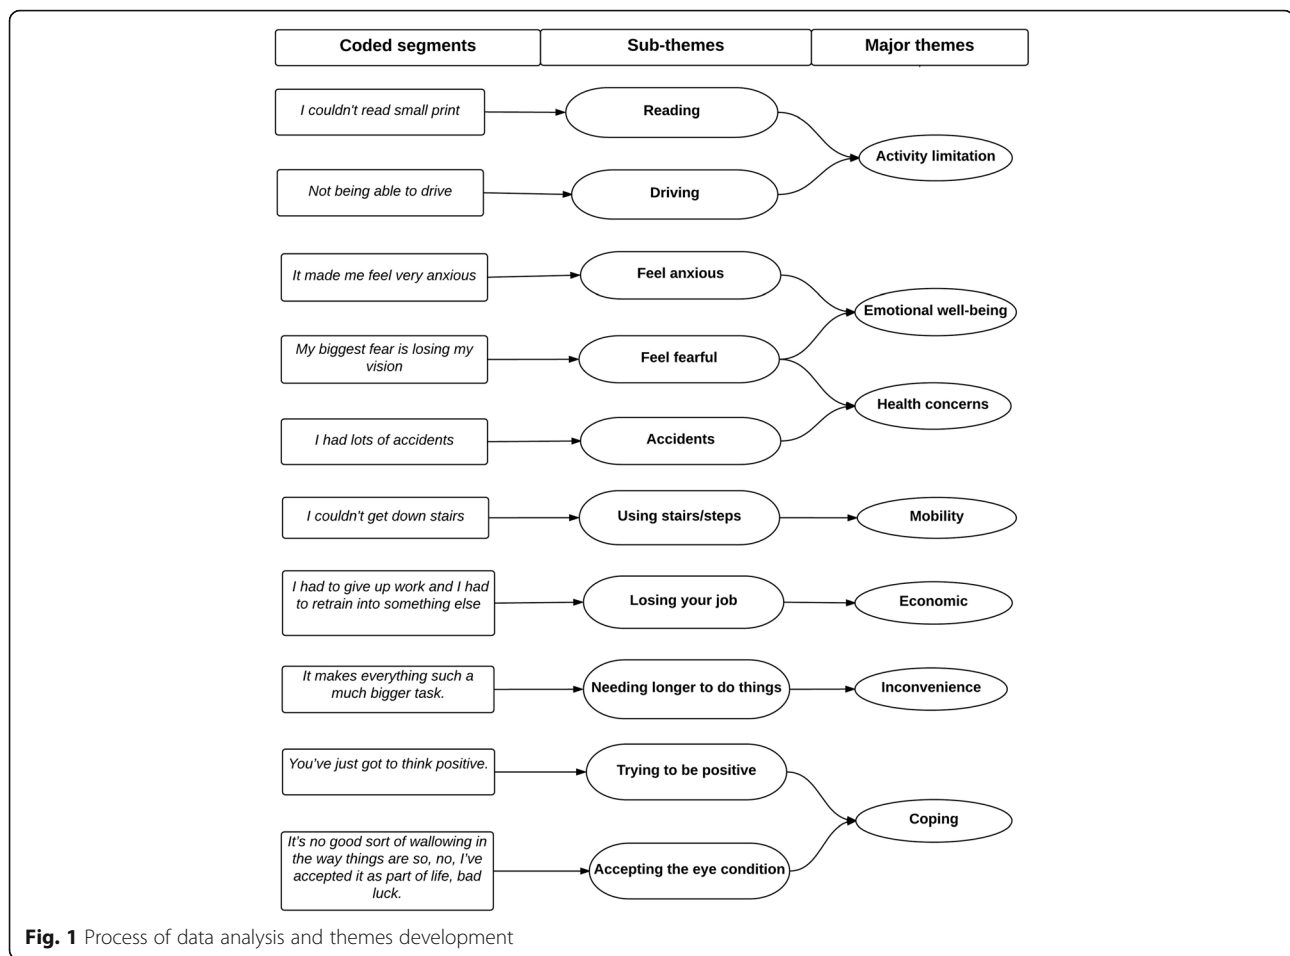 Coded segments
Sub-themes
Major themes
I couldn't read small print
Reading
Activity limitation
Not being able to drive
Driving
It made me feel very anxious
Feel anxious
Emotional well-being
My biggest fear is losing my
vision
Feel fearful
Health concerns
I had lots of accidents
Accidents
I couldn't get down stairs
Using stairs/steps
Mobility
I had to give up work and I had
to retrain into something else
Losing your job
Economic
It makes everything such a
much bigger task.
Needing longer to do things
Inconvenience
You've just got to think positive.
Trying to be positive
Coping
It's no good sort of wallowing in
the way things are so, no, I've
accepted it as part of life, bad
luck.
Accepting the eye condition
Fig. 1 Process of data analysis and themes development